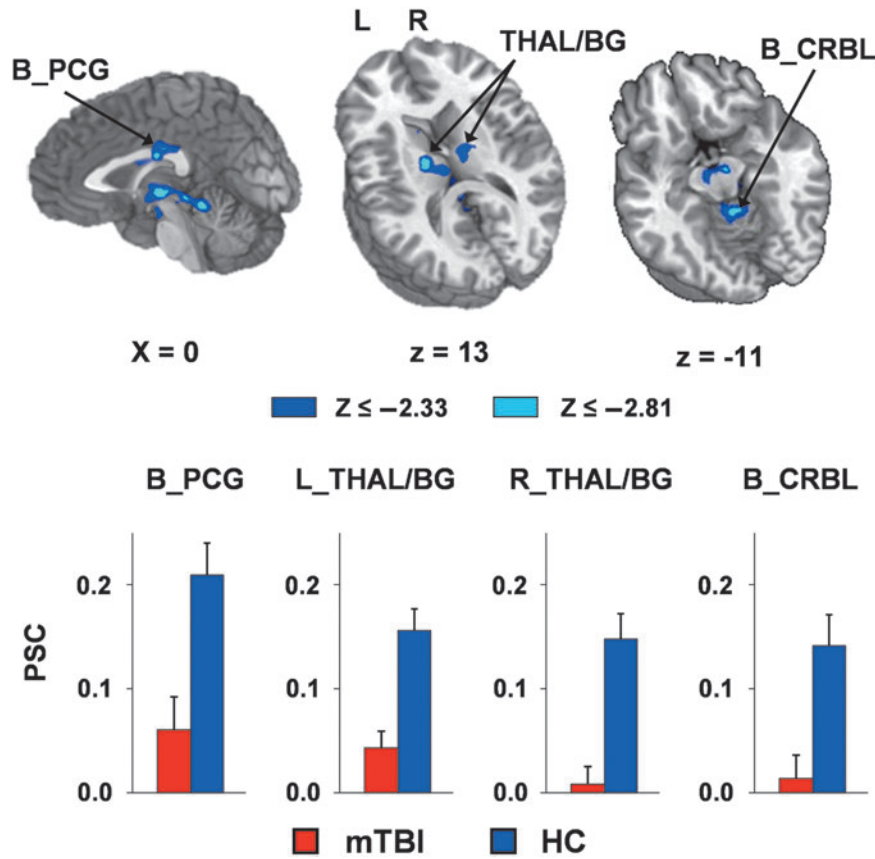 L R
B_PCG
THAL/BG
B_CRBL
X = 0 z = 13 z = -11
Z ≤ −2.33 Z ≤ −2.81
B_PCG L_THAL/BG R_THAL/BG B_CRBL
PSC
0.2 0.2 0.2 0.2
0.1 0.1 0.1 0.1
0.0 0.0 0.0 0.0
mTBI HC